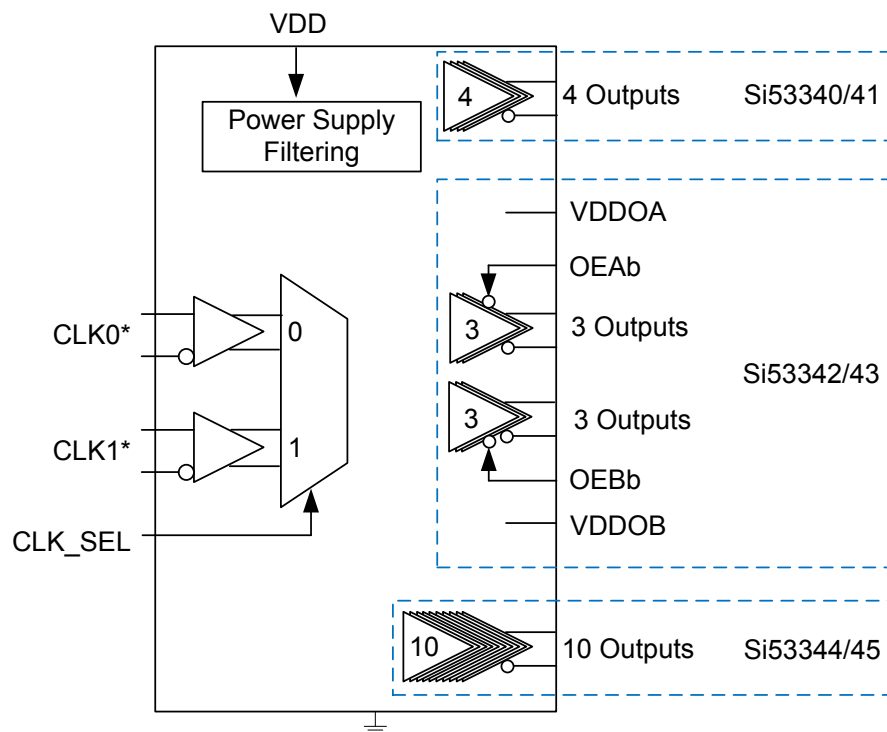 VDD
Power Supply
Filtering
4
4 Outputs
Si53340/41
VDDOA
OEAb
3
3 Outputs
Si53342/43
3
3 Outputs
OEBb
VDDOB
CLK0*
0
CLK1*
1
CLK_SEL
10
10 Outputs
Si53344/45